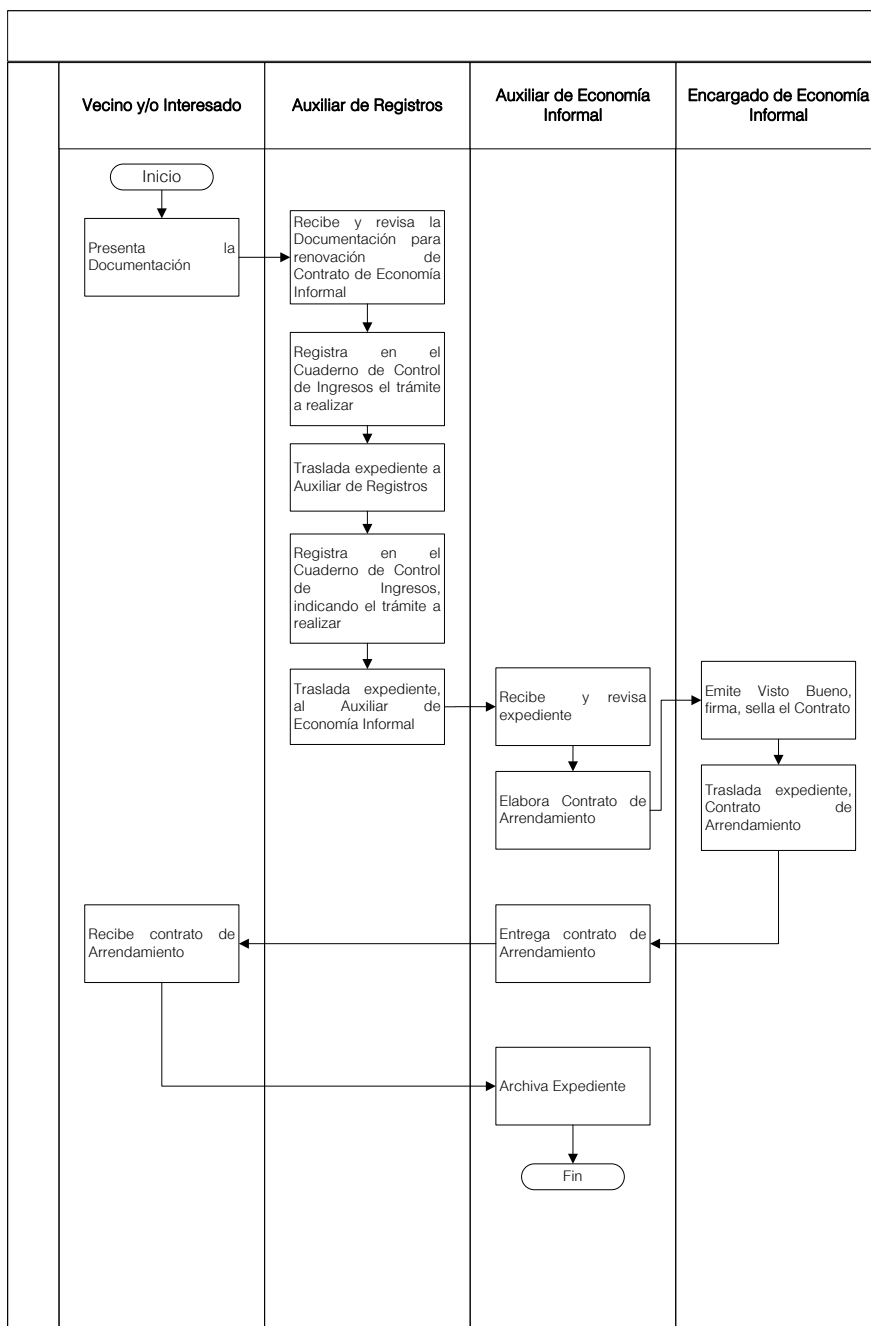 Vecino y/o Interesado
Auxiliar de Registros
Auxiliar de Economía
Informal
Encargado de Economía
Informal
Inicio
Presenta la
Documentación
Recibe y revisa la
Documentación para
renovación de
Contrato de Economía
Informal
Registra en el
Cuaderno de Control
de Ingresos el trámite
a realizar
Traslada expediente a
Auxiliar de Registros
Registra en el
Cuaderno de Control
de Ingresos,
indicando el trámite a
realizar
Traslada expediente,
al Auxiliar de
Economía Informal
Recibe y revisa
expediente
Emite Visto Bueno,
firma, sella el Contrato
Elabora Contrato de
Arrendamiento
Traslada expediente,
Contrato de
Arrendamiento
Recibe contrato de
Arrendamiento
Entrega contrato de
Arrendamiento
Archiva Expediente
Fin